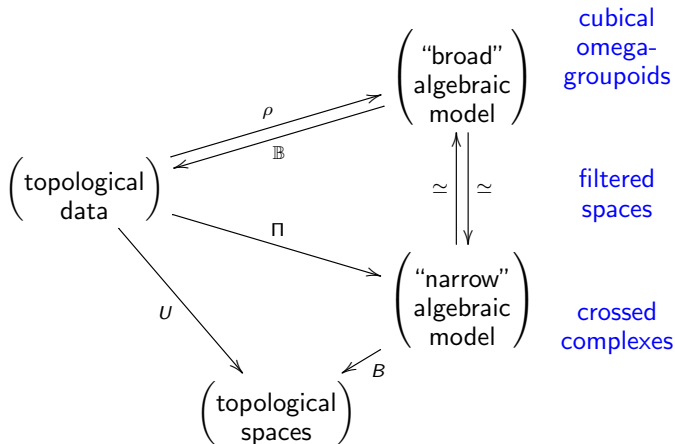 cubical
omega-
groupoids
“broad”
algebraic
model
ρ
𝔹
(topological
data)
≃ ≃
filtered
spaces
Π
“narrow”
algebraic
model
crossed
complexes
U
B
(topological
spaces)